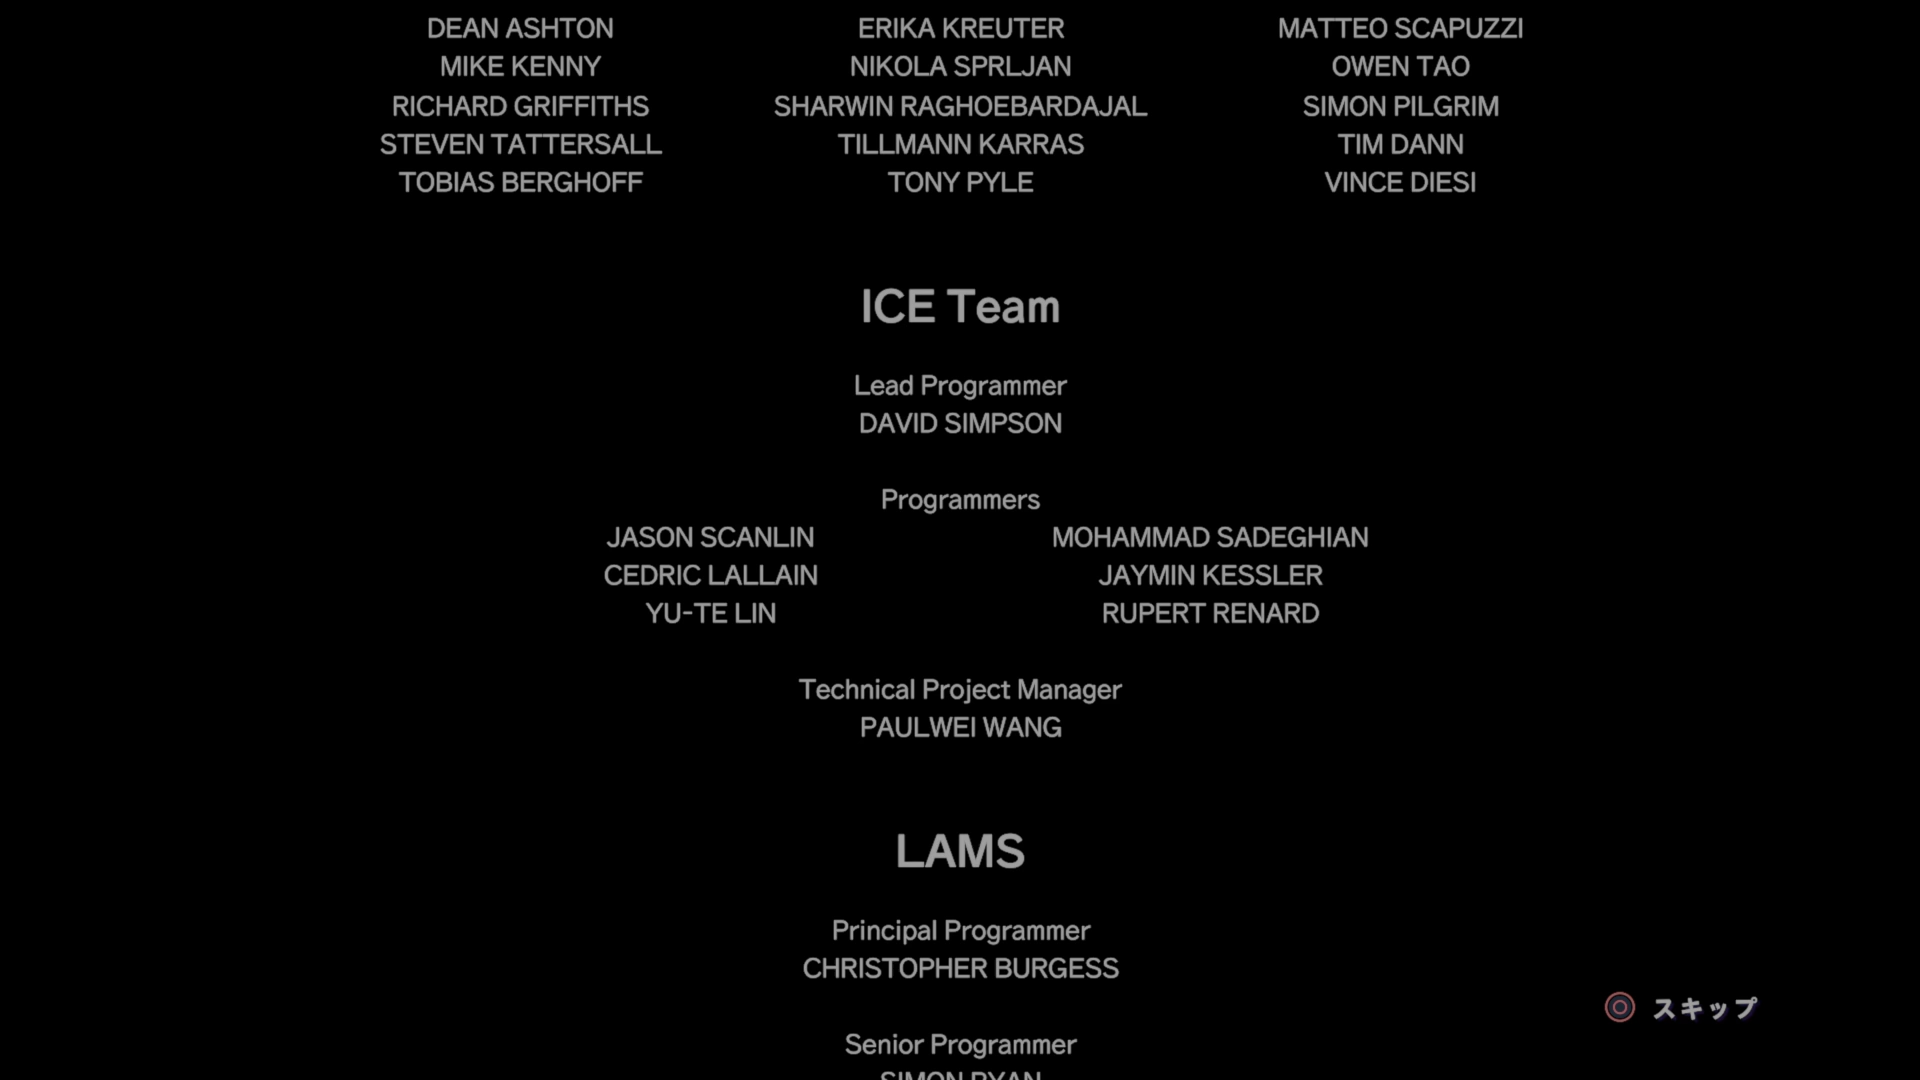 DEAN ASHTON ERIKA KREUTER MATTEO SCAPUZZI
MIKE KENNY NIKOLA SPRLJAN OWEN TAO
RICHARD GRIFFITHS SHARWIN RAGHOEBARDAJAL SIMON PILGRIM
STEVEN TATTERSALL TILLMANN KARRAS TIM DANN
TOBIAS BERGHOFF TONY PYLE VINCE DIESI
ICE Team
Lead Programmer
DAVID SIMPSON
Programmers
JASON SCANLIN MOHAMMAD SADEGHIAN
CEDRIC LALLAIN JAYMIN KESSLER
YU-TE LIN RUPERT RENARD
Technical Project Manager
PAULWEI WANG
LAMS
Principal Programmer
CHRISTOPHER BURGESS
スキップ
Senior Programmer
SIMON RYAN